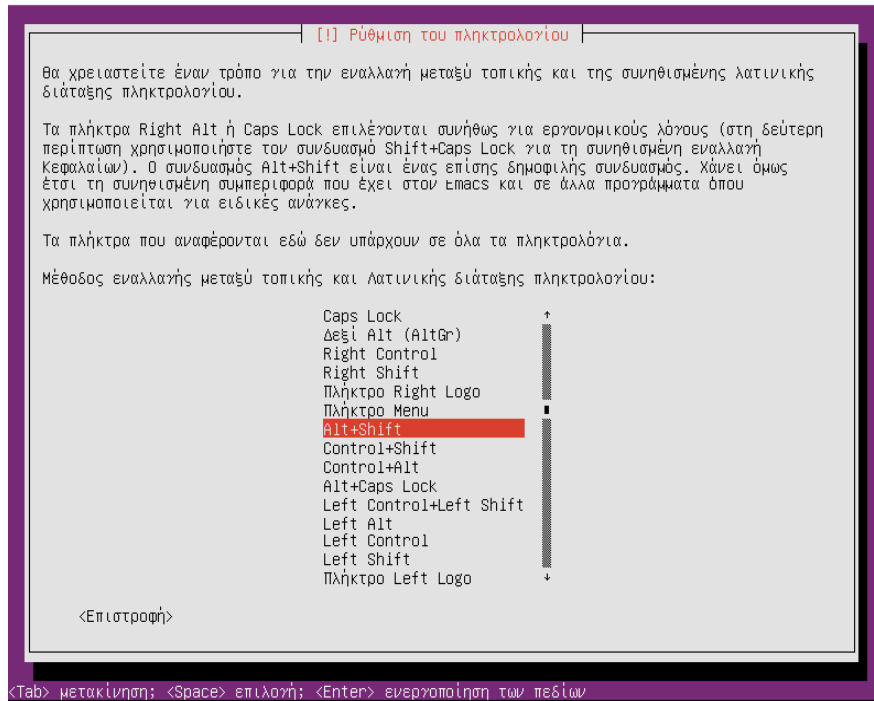 [!] Ρύθμιση του πληκτρολογίου
Θα χρειαστείτε έναν τρόπο για την εναλλαγή μεταξύ τοπικής και της συνηθισμένης λατινικής
διάταξης πληκτρολογίου.
Τα πλήκτρα Right Alt ή Caps Lock επιλέγονται συνήθως για εργονομικούς λόγους (στη δεύτερη
περίπτωση χρησιμοποιήστε τον συνδυασμό Shift+Caps Lock για τη συνηθισμένη εναλλαγή
Κεφαλαίων). Ο συνδυασμός Alt+Shift είναι ένας επίσης δημοφιλής συνδυασμός. Χάνει όμως
έτσι τη συνηθισμένη συμπεριφορά που έχει στον Emacs και σε άλλα προγράμματα όπου
χρησιμοποιείται για ειδικές ανάγκες.
Τα πλήκτρα που αναφέρονται εδώ δεν υπάρχουν σε όλα τα πληκτρολόγια.
Μέθοδος εναλλαγής μεταξύ τοπικής και Λατινικής διάταξης πληκτρολογίου:
Caps Lock
Δεξί Alt (AltGr)
Right Control
Right Shift
Πλήκτρο Right Logo
Πλήκτρο Menu
Alt+Shift
Control+Shift
Control+Alt
Alt+Caps Lock
Left Control+Left Shift
Left Alt
Left Control
Left Shift
Πλήκτρο Left Logo
<Επιστροφή>
<Tab> μετακίνηση; <Space> επιλογή; <Enter> ενεργοποίηση των πεδίων